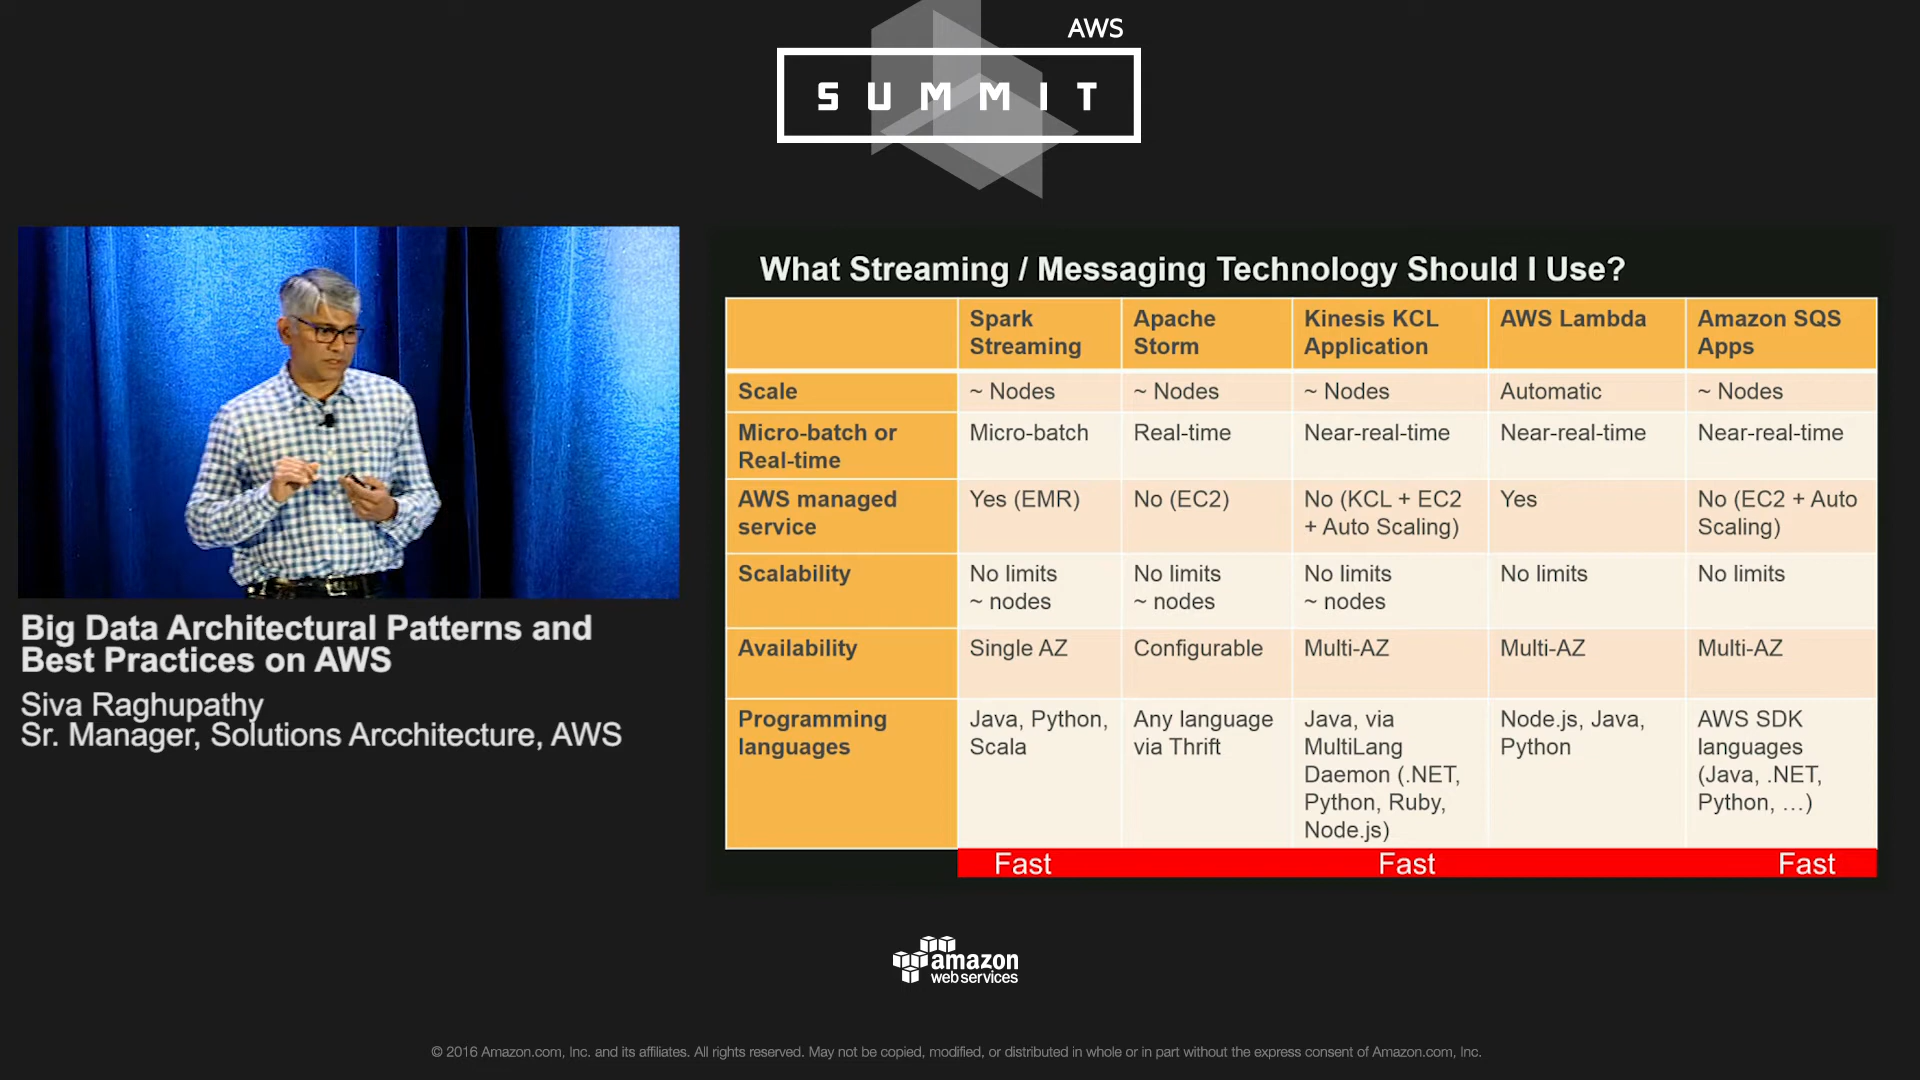 AWS
SUMMIT
What Streaming / Messaging Technology Should I Use?
Spark
Streaming
Apache
Storm
Kinesis KCL
Application
AWS Lambda
Amazon SQS
Apps
Scale
~ Nodes
~ Nodes
~ Nodes
Automatic
~ Nodes
Micro-batch or
Real-time
Micro-batch
Real-time
Near-real-time
Near-real-time
Near-real-time
AWS managed
service
Yes (EMR)
No (EC2)
No (KCL + EC2
+ Auto Scaling)
Yes
No (EC2 + Auto
Scaling)
Scalability
No limits
~ nodes
No limits
~ nodes
No limits
~ nodes
No limits
No limits
Availability
Single AZ
Configurable
Multi-AZ
Multi-AZ
Multi-AZ
Programming
languages
Java, Python,
Scala
Any language
via Thrift
Java, via
MultiLang
Daemon (.NET,
Python, Ruby,
Node.js)
Node.js, Java,
Python
AWS SDK
languages
(Java, .NET,
Python, …)
Fast
Fast
Fast
Big Data Architectural Patterns and
Best Practices on AWS
Siva Raghupathy
Sr. Manager, Solutions Arcchitecture, AWS
amazon
webservices
© 2016 Amazon.com, Inc. and its affiliates. All rights reserved. May not be copied, modified, or distributed in whole or in part without the express consent of Amazon.com, Inc.